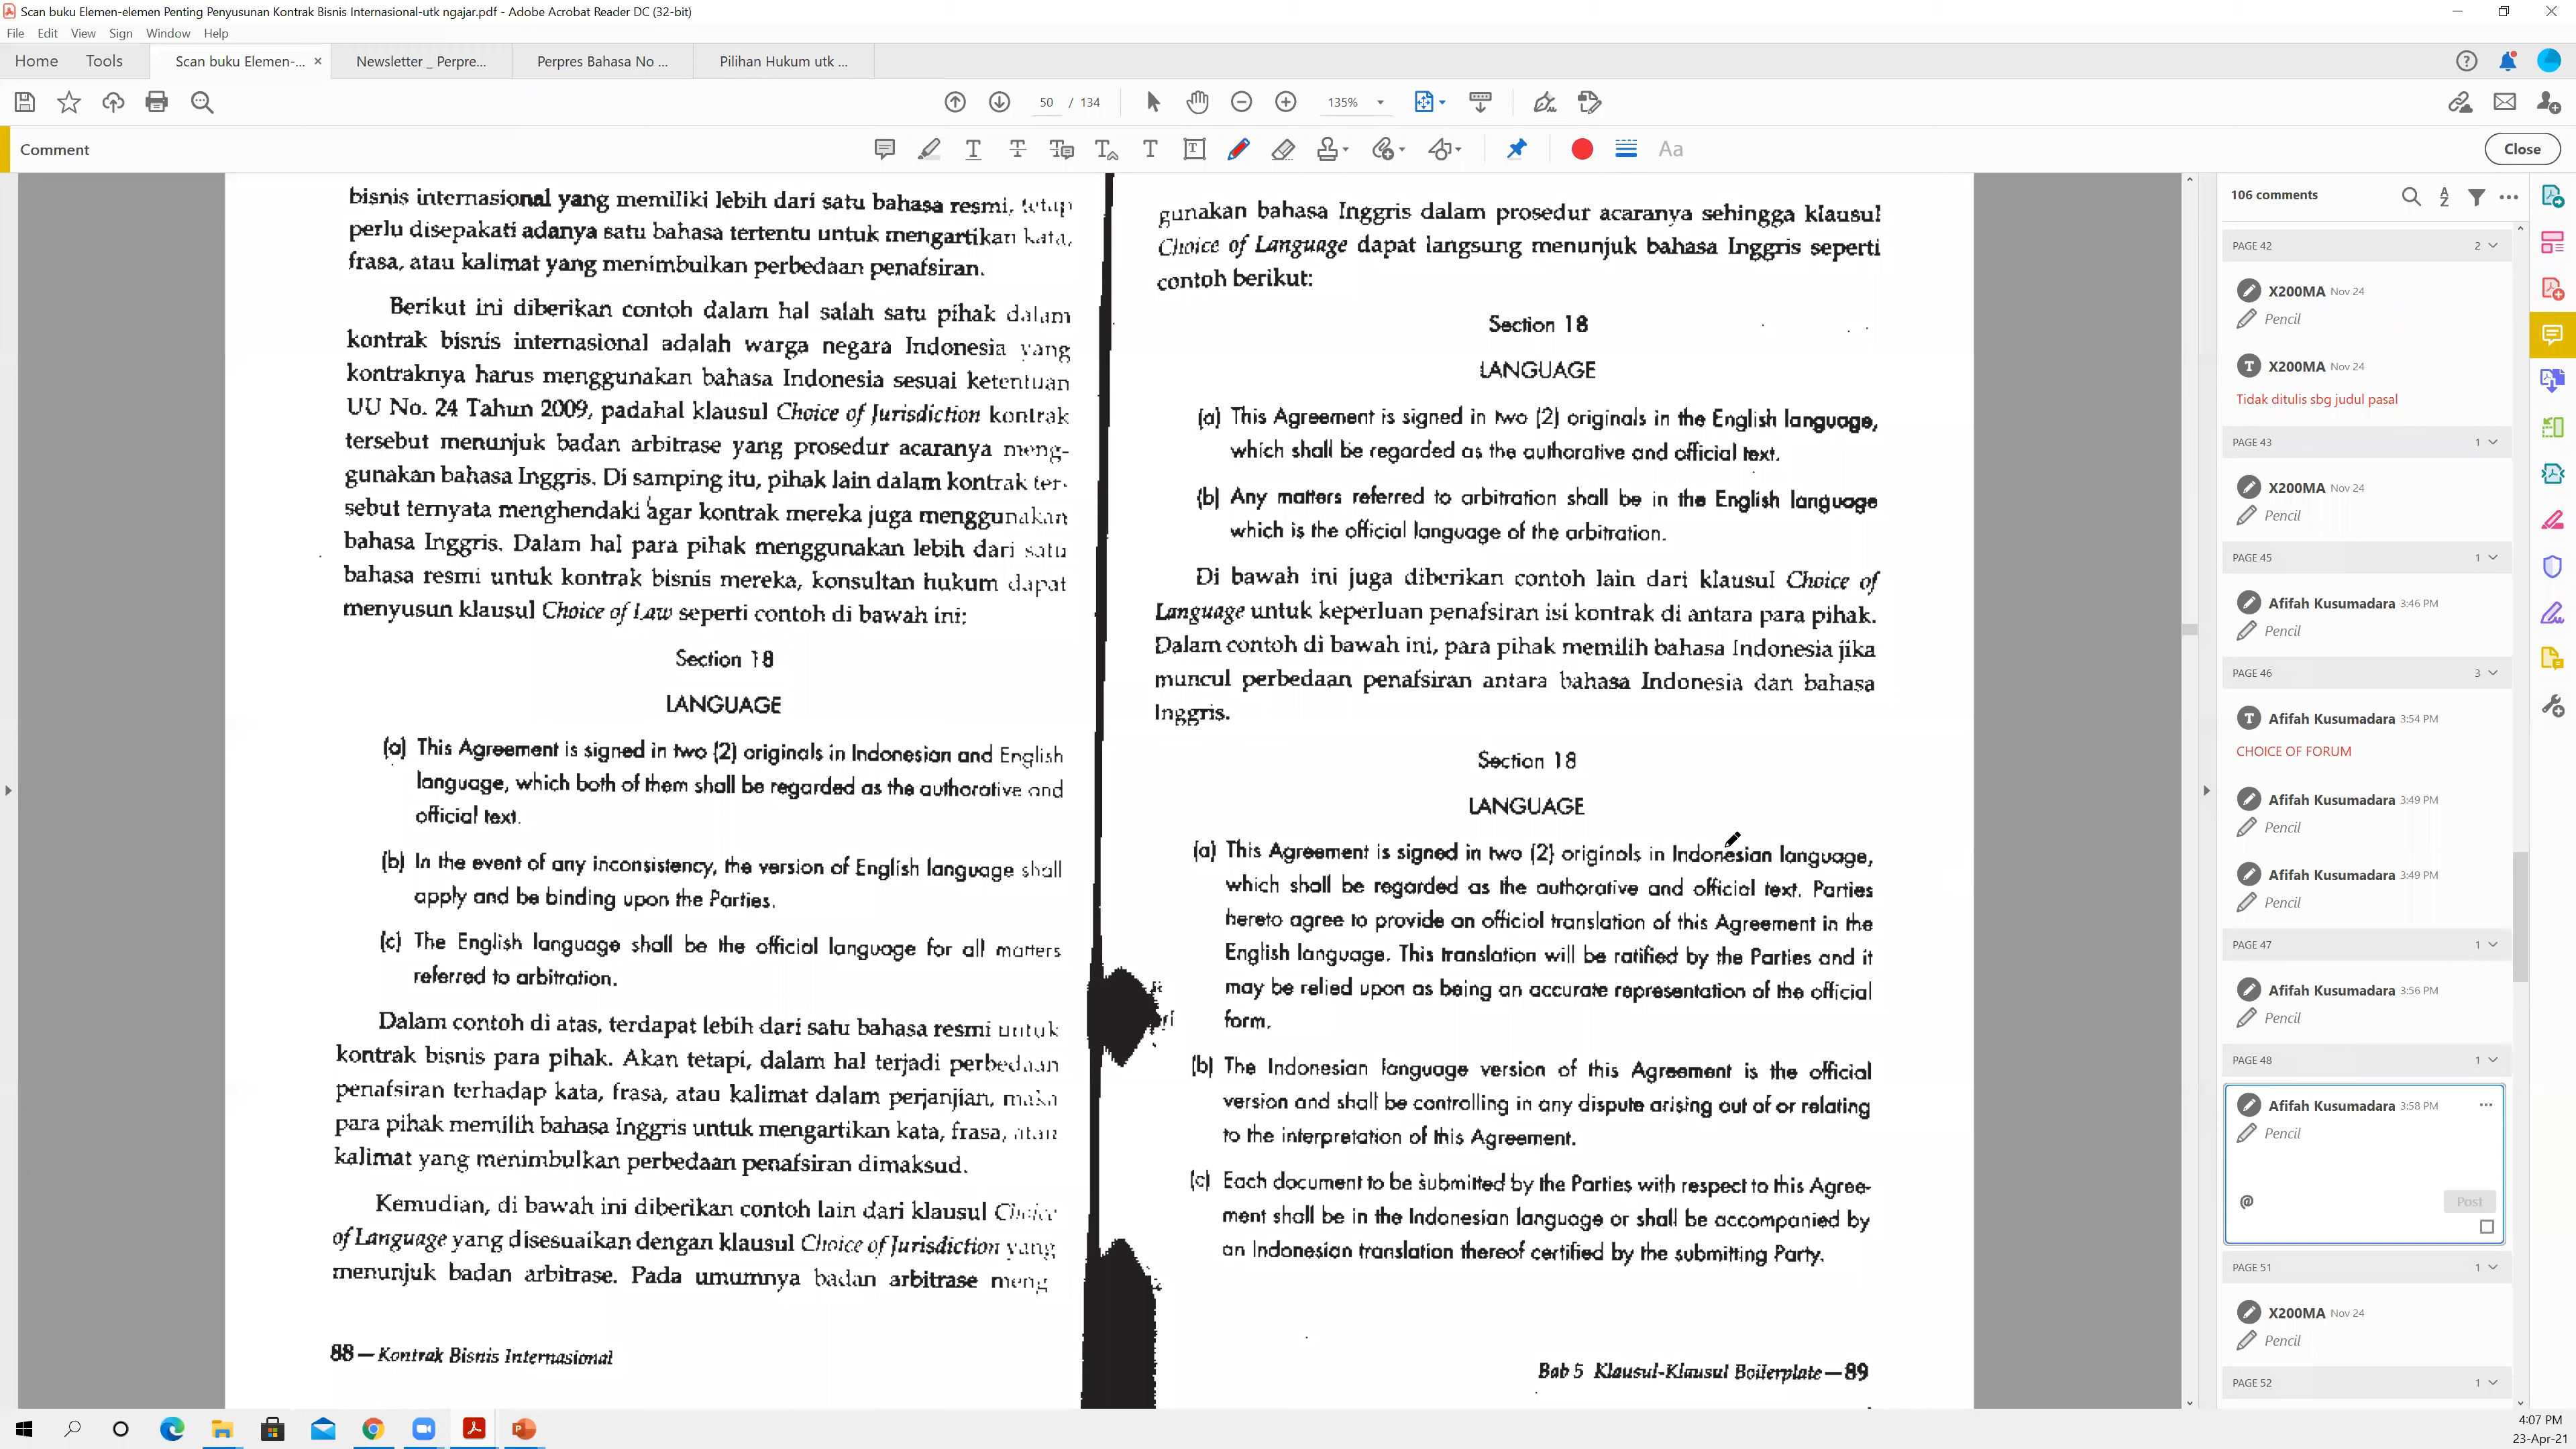 Scan buku Elemen-elemen Penting Penyusunan Kontrak Bisnis Internasional-utk ngajar.pdf - Adobe Acrobat Reader DC (32-bit)
File Edit View Sign Window Help
Home Tools Scan buku Elemen-... × Newsletter _ Perpre... Perpres Bahasa No ... Pilihan Hukum utk ...
50 / 134 135%
Comment
Close
bisnis internasional yang memiliki lebih dari satu bahasa resmi, tetap
perlu disepakati adanya satu bahasa tertentu untuk mengartikan kata,
frasa, atau kalimat yang menimbulkan perbedaan penafsiran.
Berikut ini diberikan contoh dalam hal salah satu pihak dalam
kontrak bisnis internasional adalah warga negara Indonesia yang
kontraknya harus menggunakan bahasa Indonesia sesuai ketentuan
UU No. 24 Tahun 2009, padahal klausul Choice of Jurisdiction kontrak
tersebut menunjuk badan arbitrase yang prosedur acaranya meng-
gunakan bahasa Inggris. Di samping itu, pihak lain dalam kontrak ter-
sebut ternyata menghendaki agar kontrak mereka juga menggunakan
bahasa Inggris. Dalam hal para pihak menggunakan lebih dari satu
bahasa resmi untuk kontrak bisnis mereka, konsultan hukum dapat
menyusun klausul Choice of Law seperti contoh di bawah ini:
Section 18
LANGUAGE
(a) This Agreement is signed in two (2) originals in Indonesian and English
language, which both of them shall be regarded as the authorative and
official text.
(b) In the event of any inconsistency, the version of English language shall
apply and be binding upon the Parties.
(c) The English language shall be the official language for all matters
referred to arbitration.
Dalam contoh di atas, terdapat lebih dari satu bahasa resmi untuk
kontrak bisnis para pihak. Akan tetapi, dalam hal terjadi perbedaan
penafsiran terhadap kata, frasa, atau kalimat dalam perjanjian, maka
para pihak memilih bahasa Inggris untuk mengartikan kata, frasa, atau
kalimat yang menimbulkan perbedaan penafsiran dimaksud.
Kemudian, di bawah ini diberikan contoh lain dari klausul Choice
of Language yang disesuaikan dengan klausul Choice of Jurisdiction yang
menunjuk badan arbitrase. Pada umumnya badan arbitrase meng
88 — Kontrak Bisnis Internasional
gunakan bahasa Inggris dalam prosedur acaranya sehingga klausul
Choice of Language dapat langsung menunjuk bahasa Inggris seperti
contoh berikut:
Section 18
LANGUAGE
(a) This Agreement is signed in two (2) originals in the English language,
which shall be regarded as the authorative and official text.
(b) Any matters referred to arbitration shall be in the English language
which is the official language of the arbitration.
Di bawah ini juga diberikan contoh lain dari klausul Choice of
Language untuk keperluan penafsiran isi kontrak di antara para pihak.
Dalam contoh di bawah ini, para pihak memilih bahasa Indonesia jika
muncul perbedaan penafsiran antara bahasa Indonesia dan bahasa
Inggris.
Section 18
LANGUAGE
(a) This Agreement is signed in two (2) originals in Indonesian language,
which shall be regarded as the authorative and official text. Parties
hereto agree to provide an official translation of this Agreement in the
English language. This translation will be ratified by the Parties and it
may be relied upon as being an accurate representation of the official
form.
(b) The Indonesian language version of this Agreement is the official
version and shall be controlling in any dispute arising out of or relating
to the interpretation of this Agreement.
(c) Each document to be submitted by the Parties with respect to this Agree-
ment shall be in the Indonesian language or shall be accompanied by
an Indonesian translation thereof certified by the submitting Party.
Bab 5 Klausul-Klausul Boilerplate — 89
106 comments
PAGE 42 2
X200MA Nov 24
Pencil
X200MA Nov 24
Tidak ditulis sbg judul pasal
PAGE 43 1
X200MA Nov 24
Pencil
PAGE 45 1
Afifah Kusumadara 3:46 PM
Pencil
PAGE 46 3
Afifah Kusumadara 3:54 PM
CHOICE OF FORUM
Afifah Kusumadara 3:49 PM
Pencil
Afifah Kusumadara 3:49 PM
Pencil
PAGE 47 1
Afifah Kusumadara 3:56 PM
Pencil
PAGE 48 1
Afifah Kusumadara 3:58 PM
Pencil
@ Post
PAGE 51 1
X200MA Nov 24
Pencil
PAGE 52 1
4:07 PM
23-Apr-21